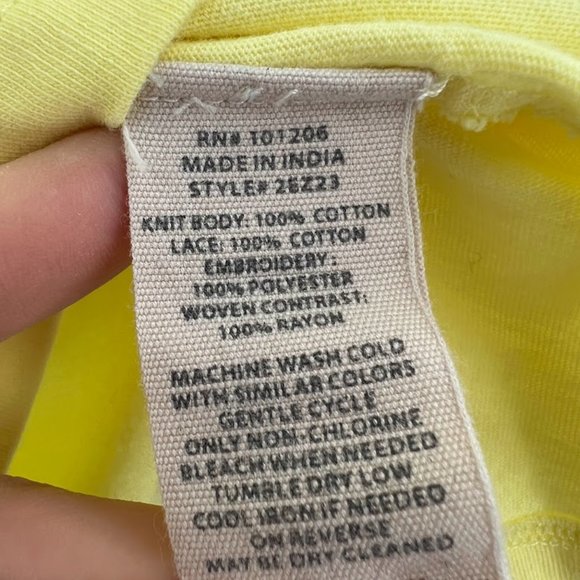 RN# 101206
MADE IN INDIA
STYLE# 2EZ23
KNIT BODY: 100% COTTON
LACE: 100% COTTON
EMBROIDERY:
100% POLYESTER
WOVEN CONTRAST:
100% RAYON
MACHINE WASH COLD
WITH SIMILAR COLORS
GENTLE CYCLE
ONLY NON-CHLORINE
BLEACH WHEN NEEDED
TUMBLE DRY LOW
COOL IRON IF NEEDED
ON REVERSE
MAY BE DRY CLEANED